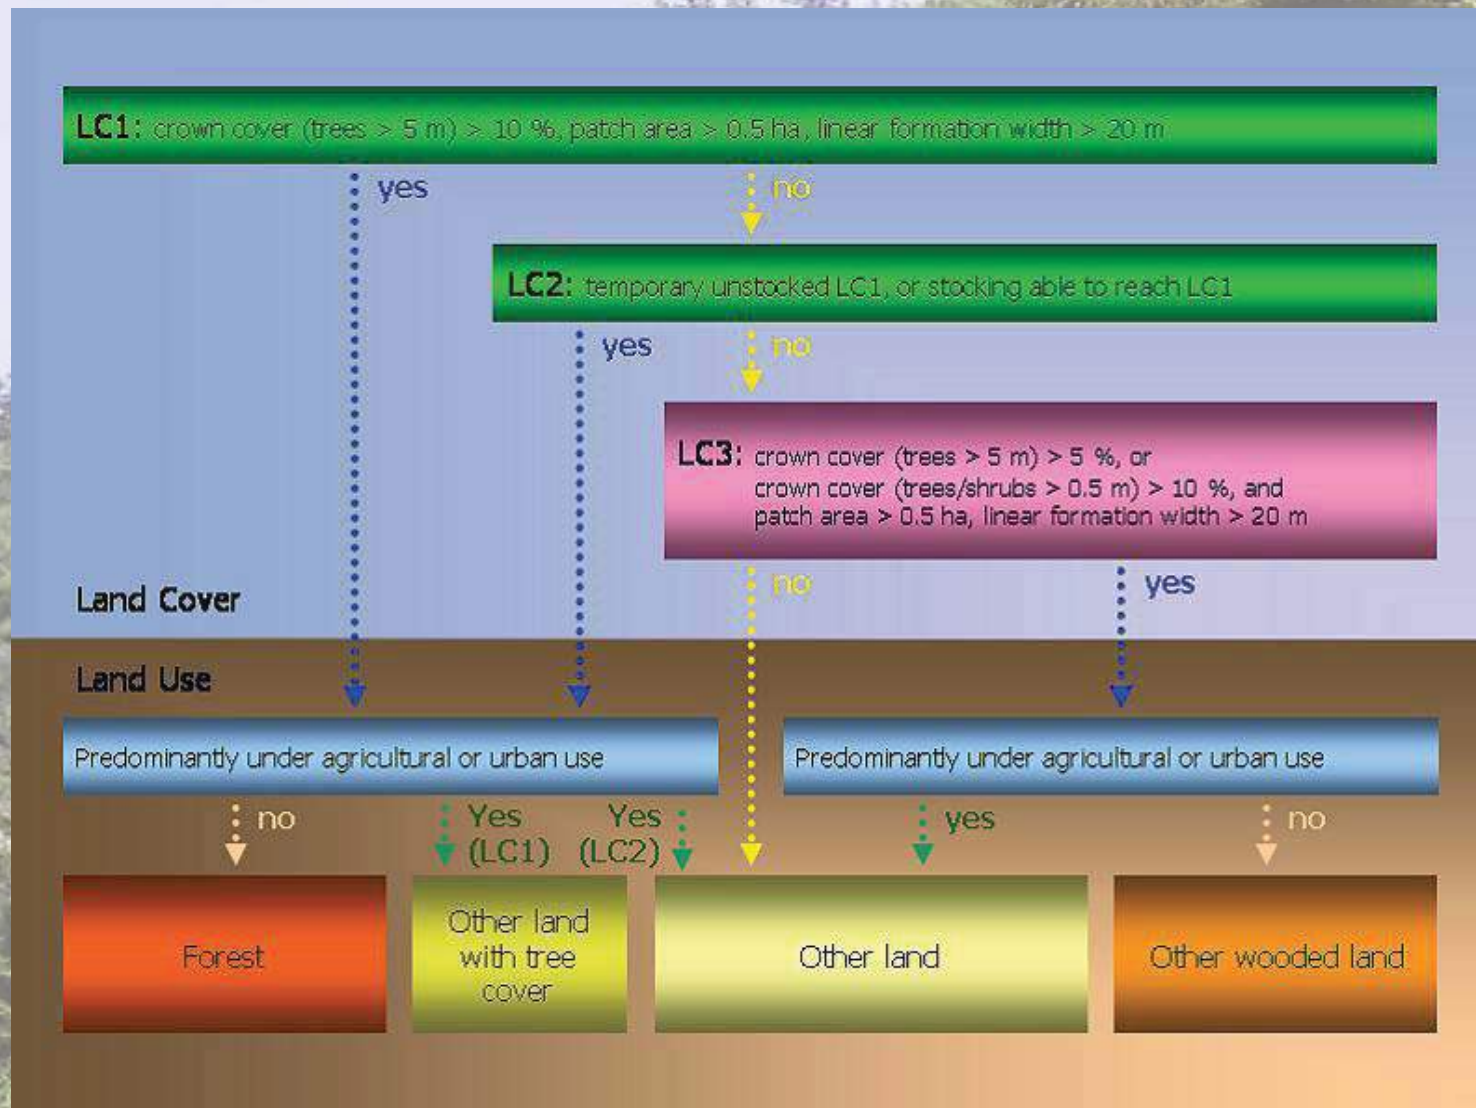 LC1: crown cover (trees > 5 m) > 10 %, patch area > 0.5 ha, linear formation width > 20 m
yes
no
LC2: temporary unstocked LC1, or stocking able to reach LC1
yes
no
LC3: crown cover (trees > 5 m) > 5 %, or
crown cover (trees/shrubs > 0.5 m) > 10 %, and
patch area > 0.5 ha, linear formation width > 20 m
no
yes
Land Cover
Land Use
Predominantly under agricultural or urban use
Predominantly under agricultural or urban use
no
Yes
(LC1)
Yes
(LC2)
yes
no
Forest
Other land
with tree
cover
Other land
Other wooded land